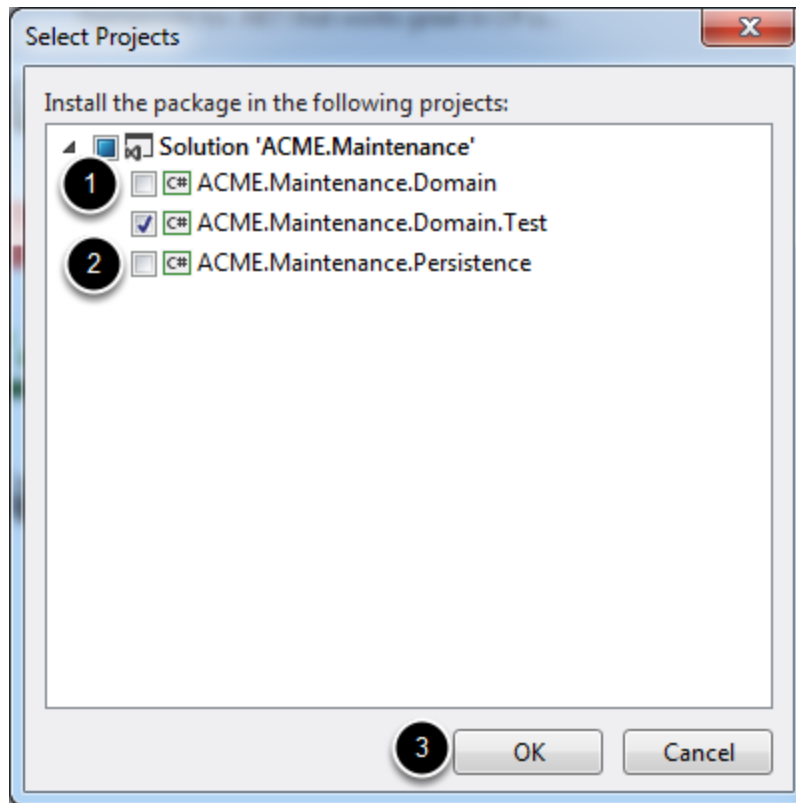 Select Projects
Install the package in the following projects:
Solution 'ACME.Maintenance'
1 C# ACME.Maintenance.Domain
C# ACME.Maintenance.Domain.Test
2 C# ACME.Maintenance.Persistence
3 OK Cancel